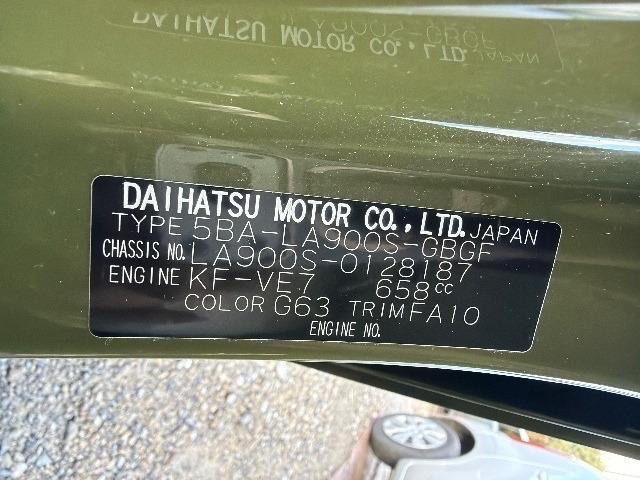 DAIHATSU MOTOR CO., LTD. JAPAN
TYPE 5BA-LA900S-GBGF
CHASSIS NO. LA900S-0128187
ENGINE KF-VE7 658cc
COLOR G63 TRIM FA10
ENGINE NO.